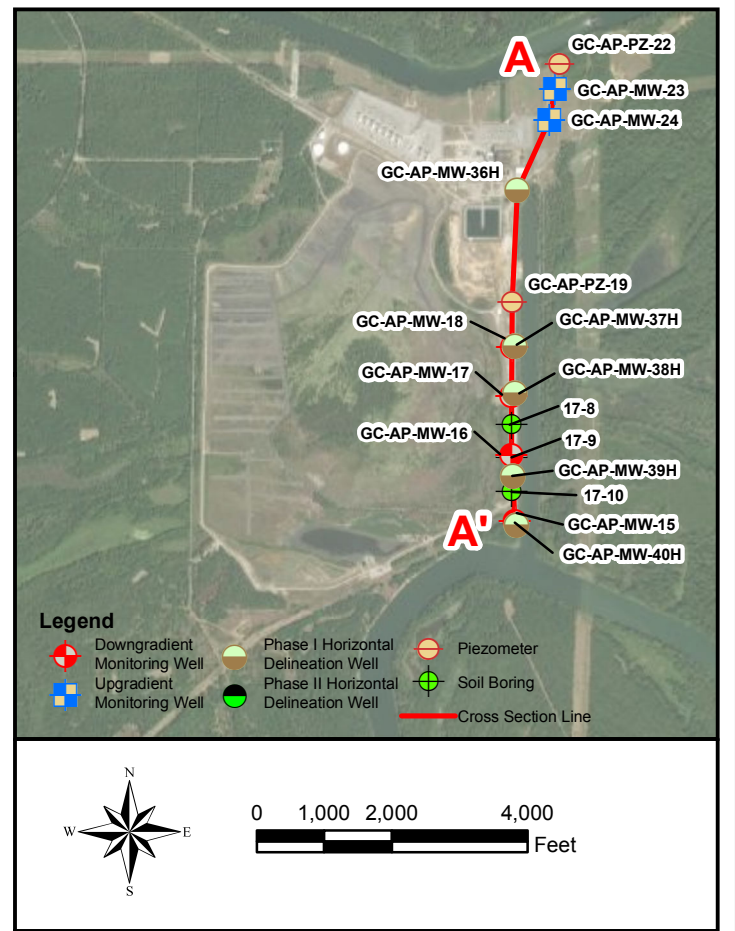 A
GC-AP-PZ-22
GC-AP-MW-23
GC-AP-MW-24
GC-AP-MW-36H
GC-AP-PZ-19
GC-AP-MW-18
GC-AP-MW-37H
GC-AP-MW-17
GC-AP-MW-38H
17-8
GC-AP-MW-16
17-9
GC-AP-MW-39H
17-10
A'
GC-AP-MW-15
GC-AP-MW-40H
Legend
Downgradient
Monitoring Well
Upgradient
Monitoring Well
Phase I Horizontal
Delineation Well
Phase II Horizontal
Delineation Well
Piezometer
Soil Boring
Cross Section Line
N
W
E
S
0 1,000 2,000 4,000
Feet